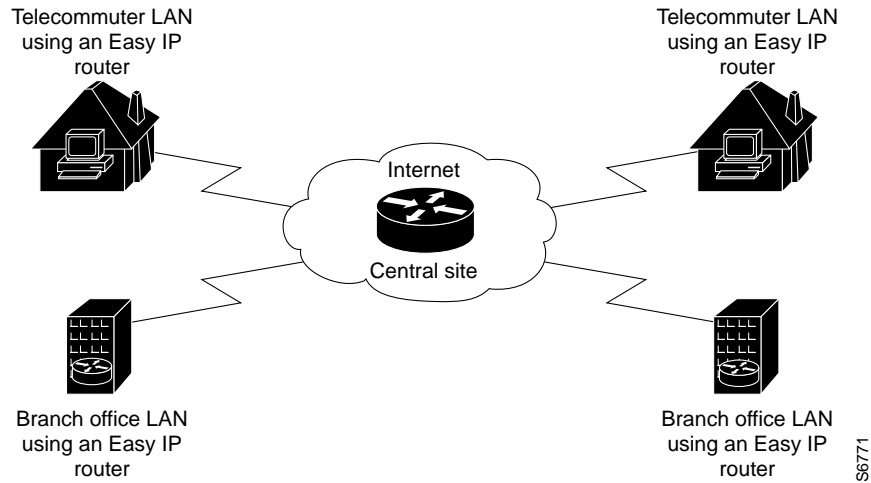 Telecommuter LAN
using an Easy IP
router
Telecommuter LAN
using an Easy IP
router
Internet
Central site
Branch office LAN
using an Easy IP
router
Branch office LAN
using an Easy IP
router
S6771